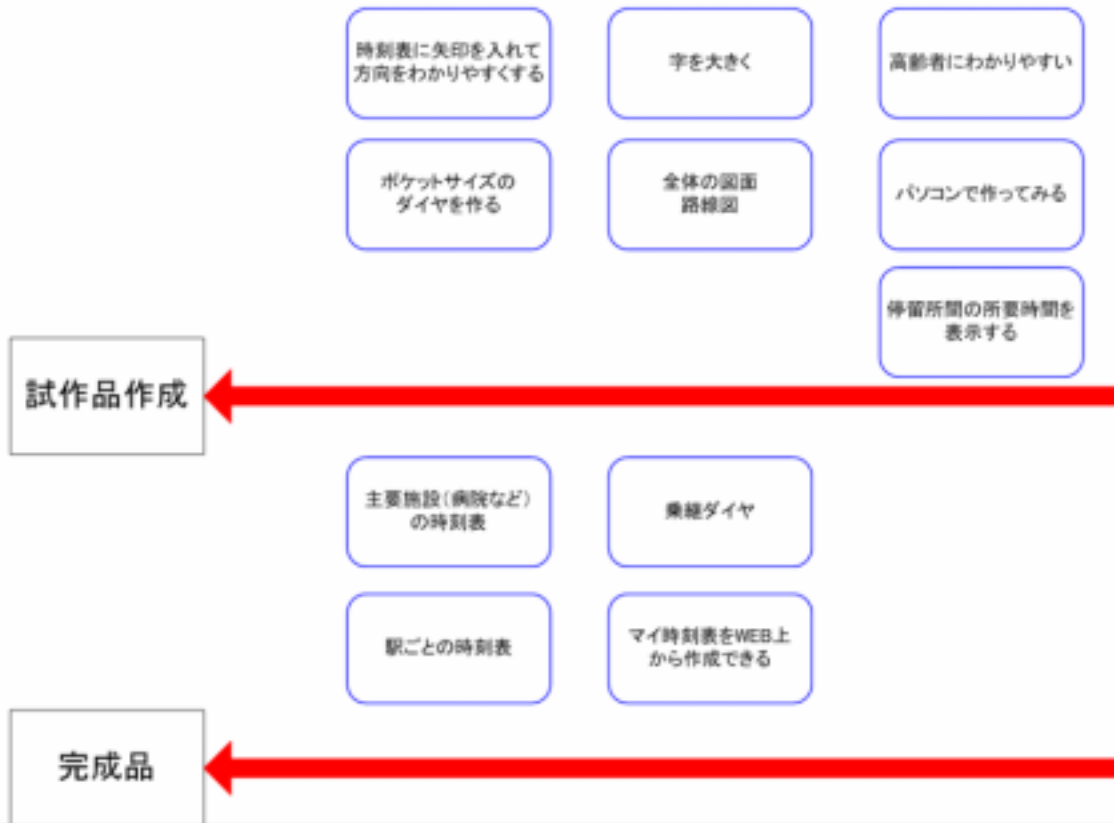 時刻表に矢印を入れて
方向をわかりやすくする
字を大きく
高齢者にわかりやすい
ポケットサイズの
ダイヤを作る
全体の図面
路線図
パソコンで作ってみる
停留所間の所要時間を
表示する
試作品作成
主要施設(病院など)
の時刻表
乗継ダイヤ
駅ごとの時刻表
マイ時刻表をWEB上
から作成できる
完成品